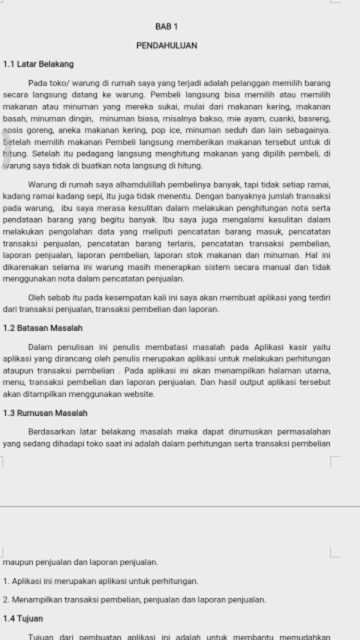 BAB 1
PENDAHULUAN
1.1 Latar Belakang
Pada toko/ warung di rumah saya yang terjadi adalah pelanggan memilih barang
secara langsung datang ke warung. Pembeli langsung bisa memilih atau memilih
makanan atau minuman yang mereka sukai, mulai dari makanan kering, makanan
basah, minuman dingin, minuman biasa, misalnya bakso, mie ayam, cuanki, basreng,
sosis goreng, aneka makanan kering, pop ice, minuman seduh dan lain sebagainya.
Setelah memilih makanan Pembeli langsung memberikan makanan tersebut untuk di
hitung. Setelah itu pedagang langsung menghitung makanan yang dipilih pembeli, di
warung saya tidak di buatkan nota langsung di hitung.
Warung di rumah saya alhamdulillah pembelinya banyak, tapi tidak setiap ramai,
kadang ramai kadang sepi, itu juga tidak menentu. Dengan banyaknya jumlah transaksi
pada warung, ibu saya merasa kesulitan dalam melakukan penghitungan nota serta
pendataan barang yang begitu banyak. Ibu saya juga mengalami kesulitan dalam
melakukan pengolahan data yang meliputi pencatatan barang masuk, pencatatan
transaksi penjualan, pencatatan barang terlaris, pencatatan transaksi pembelian,
laporan penjualan, laporan pembelian, laporan stok makanan dan minuman. Hal ini
dikarenakan selama ini warung masih menerapkan sistem secara manual dan tidak
menggunakan nota dalam pencatatan penjualan.
Oleh sebab itu pada kesempatan kali ini saya akan membuat aplikasi yang terdiri
dari transaksi penjualan, transaksi pembelian dan laporan.
1.2 Batasan Masalah
Dalam penulisan ini penulis membatasi masalah pada Aplikasi kasir yaitu
aplikasi yang dirancang oleh penulis merupakan aplikasi untuk melakukan perhitungan
ataupun transaksi pembelian . Pada aplikasi ini akan menampilkan halaman utama,
menu, transaksi pembelian dan laporan penjualan. Dan hasil output aplikasi tersebut
akan ditampilkan menggunakan website.
1.3 Rumusan Masalah
Berdasarkan latar belakang masalah maka dapat dirumuskan permasalahan
yang sedang dihadapi toko saat ini adalah dalam perhitungan serta transaksi pembelian
maupun penjualan dan laporan penjualan.
1. Aplikasi ini merupakan aplikasi untuk perhitungan.
2. Menampilkan transaksi pembelian, penjualan dan laporan penjualan.
1.4 Tujuan
Tujuan dari pembuatan aplikasi ini adalah untuk membantu memudahkan